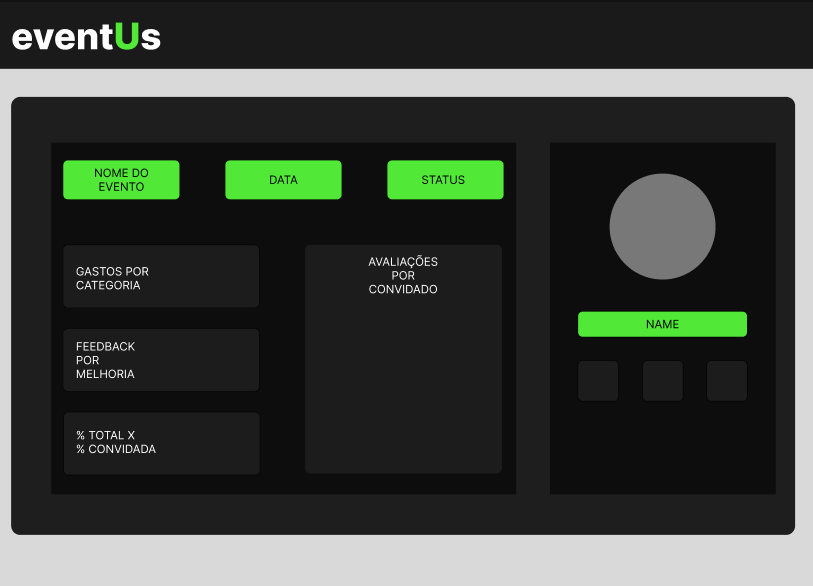 eventUs
NOME DO
EVENTO
DATA
STATUS
GASTOS POR
CATEGORIA
FEEDBACK
POR
MELHORIA
% TOTAL X
% CONVIDADA
AVALIAÇÕES
POR
CONVIDADO
NAME